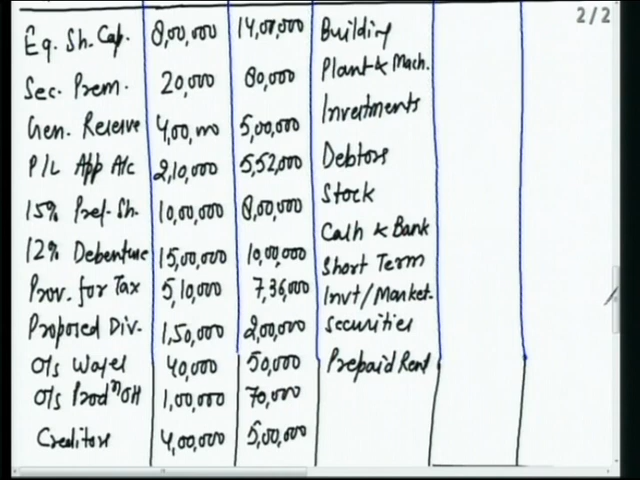 2/2
Eq. Sh. Cap. 8,00,000 14,00,000 Building
Sec. Prem. 20,000 80,000 Plant & Mach.
Gen. Reserve 4,00,000 5,00,000 Investments
P/L App A/c 2,10,000 5,52,000 Debtors
15% Pref. Sh. 10,00,000 8,00,000 Stock
Cash & Bank
12% Debenture 15,00,000 10,00,000 Short Term
Prov. for Tax 5,10,000 7,36,000 Invt/Market.
Proposed Div. 1,50,000 2,00,000 Securities
O/s Wages 40,000 50,000 Prepaid Rent
O/s Prodⁿ OH 1,00,000 70,000
Creditors 4,00,000 5,00,000